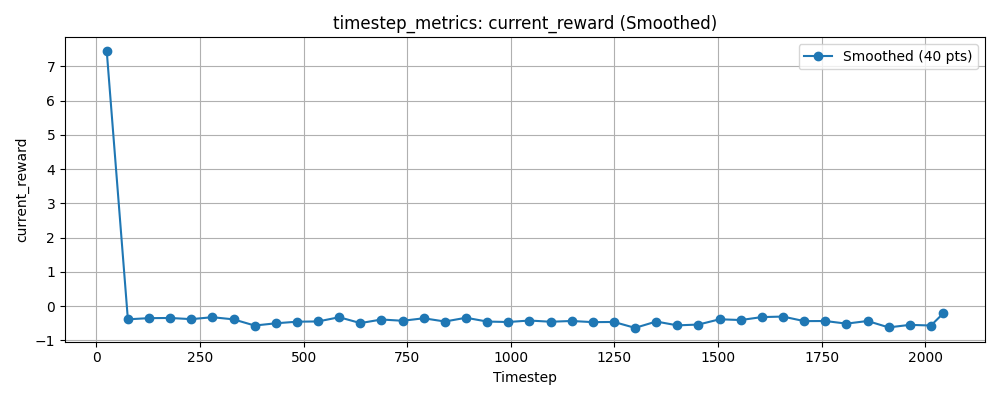 timestep_metrics: current_reward (Smoothed)
Smoothed (40 pts)
current_reward
7
6
5
4
3
2
1
0
−1
0 250 500 750 1000 1250 1500 1750 2000
Timestep